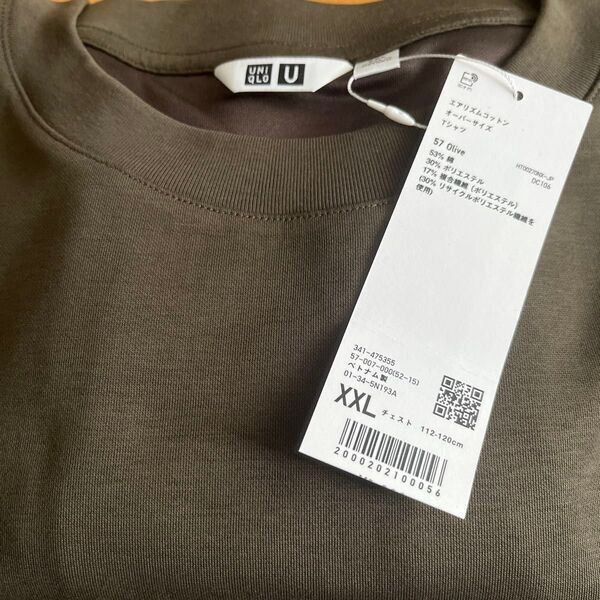 UNI
QLO
U
エアリズムコットン
オーバーサイズ
Tシャツ
57 Olive
53% 綿
30% ポリエステル
17% 複合繊維 (ポリエステル)
(30% リサイクルポリエステル繊維を
使用)
HT00270NX-JP
DC106
341-475355
57-007-000(52-15)
ベトナム製
01-34-5N193A
XXL チェスト 112-120cm
2000202100056